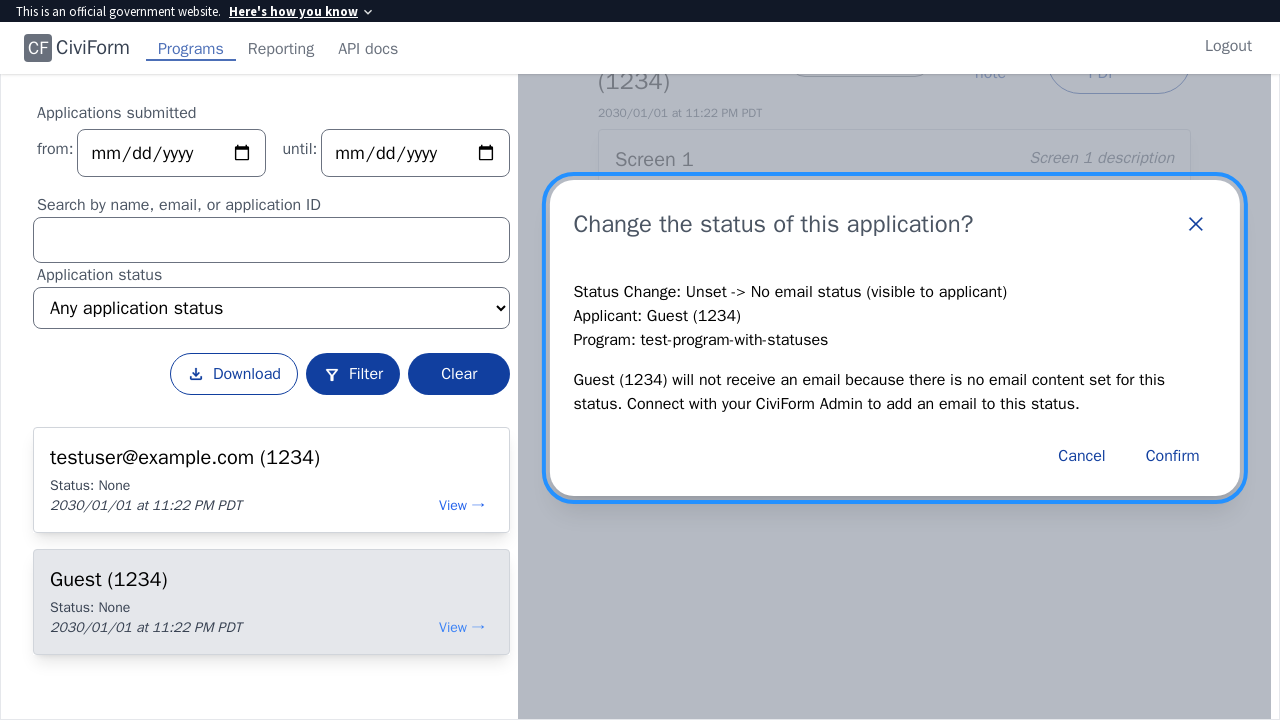 This is an official government website. Here's how you know
CF CiviForm Programs Reporting API docs Logout
Applications submitted
from: mm/dd/yyyy until: mm/dd/yyyy
Search by name, email, or application ID
Application status
Any application status
Download Filter Clear
testuser@example.com (1234)
Status: None
2030/01/01 at 11:22 PM PDT View →
Guest (1234)
Status: None
2030/01/01 at 11:22 PM PDT View →
(1234) note PDF
2030/01/01 at 11:22 PM PDT
Screen 1 Screen 1 description
Change the status of this application?
Status Change: Unset -> No email status (visible to applicant)
Applicant: Guest (1234)
Program: test-program-with-statuses
Guest (1234) will not receive an email because there is no email content set for this
status. Connect with your CiviForm Admin to add an email to this status.
Cancel Confirm